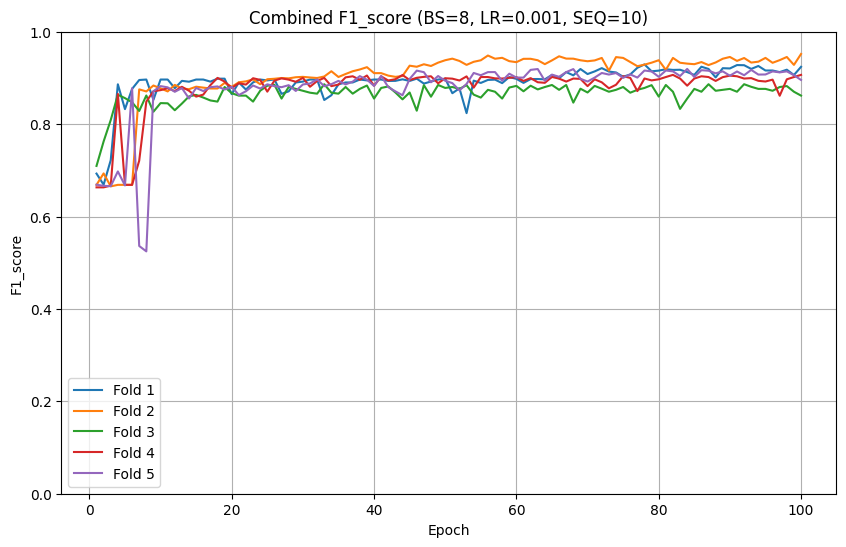 Combined F1_score (BS=8, LR=0.001, SEQ=10)
1.0
0.8
0.6
0.4
0.2
0.0
F1_score
Fold 1
Fold 2
Fold 3
Fold 4
Fold 5
0 20 40 60 80 100
Epoch